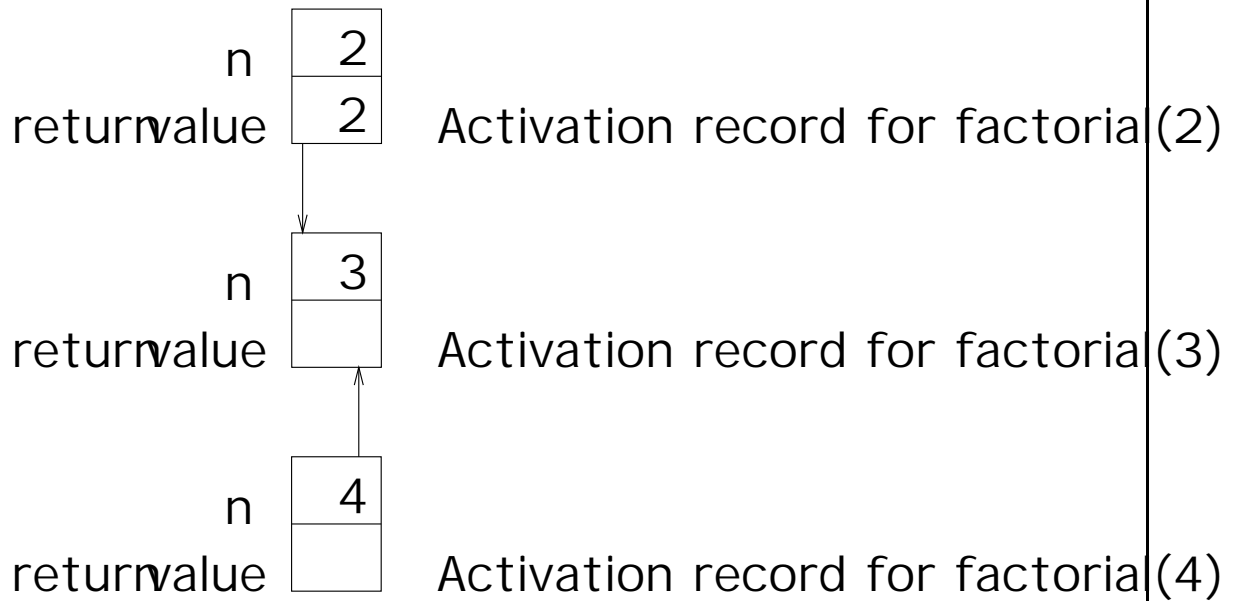 n 2
returnvalue 2 Activation record for factorial(2)
n 3
returnvalue Activation record for factorial(3)
n 4
returnvalue Activation record for factorial(4)